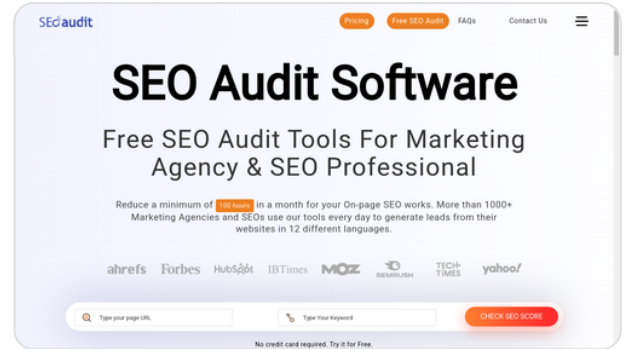 SEOaudit
Pricing
Free SEO Audit
FAQs
Contact Us
SEO Audit Software
Free SEO Audit Tools For Marketing
Agency & SEO Professional
Reduce a minimum of 100 hours in a month for your On-page SEO works. More than 1000+
Marketing Agencies and SEOs use our tools every day to generate leads from their
websites in 12 different languages.
ahrefs Forbes HubSpot IBTimes MOZ SEMRUSH TECH-
TIMES yahoo!
Type your page URL
Type Your Keyword
CHECK SEO SCORE
No credit card required. Try it for Free.